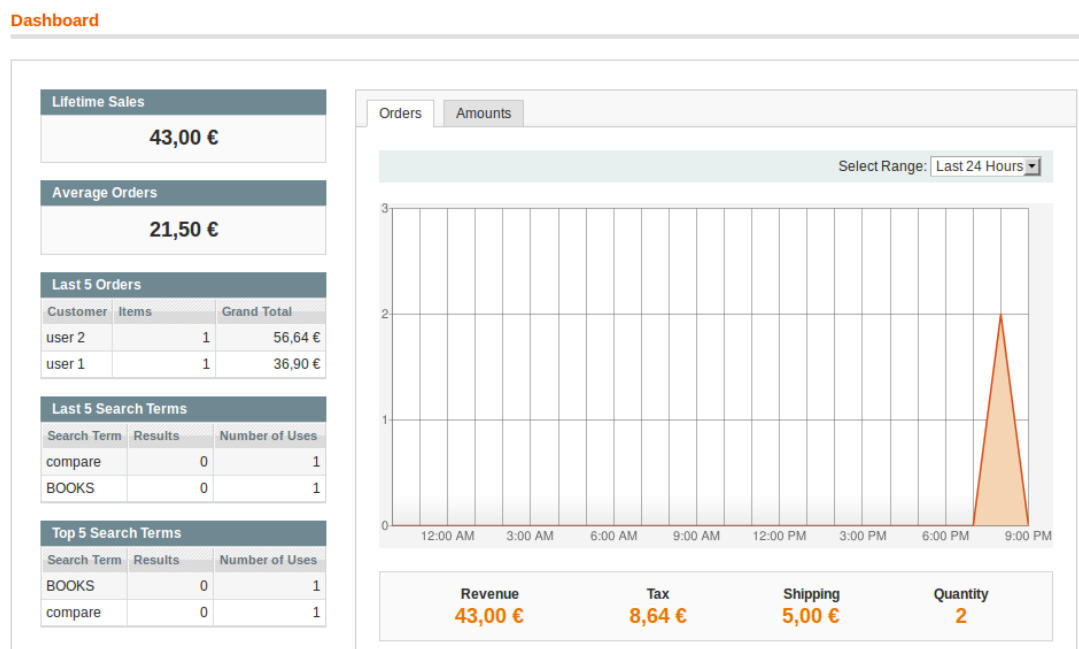 Dashboard
Lifetime Sales
43,00 €
Average Orders
21,50 €
Last 5 Orders
Customer Items Grand Total
user 2 1 56,64 €
user 1 1 36,90 €
Last 5 Search Terms
Search Term Results Number of Uses
compare 0 1
BOOKS 0 1
Top 5 Search Terms
Search Term Results Number of Uses
BOOKS 0 1
compare 0 1
Orders Amounts
Select Range: Last 24 Hours
3
2
1
0
12:00 AM 3:00 AM 6:00 AM 9:00 AM 12:00 PM 3:00 PM 6:00 PM 9:00 PM
Revenue Tax Shipping Quantity
43,00 € 8,64 € 5,00 € 2